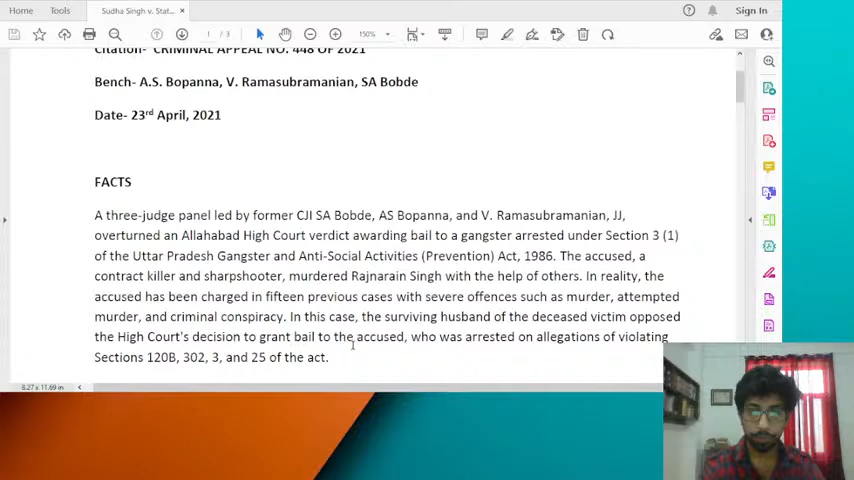 Home Tools Sudha Singh v. Stat... × Sign In
1 / 3 150%
Citation- CRIMINAL APPEAL NO. 448 OF 2021
Bench- A.S. Bopanna, V. Ramasubramanian, SA Bobde
Date- 23rd April, 2021
FACTS
A three-judge panel led by former CJI SA Bobde, AS Bopanna, and V. Ramasubramanian, JJ,
overturned an Allahabad High Court verdict awarding bail to a gangster arrested under Section 3 (1)
of the Uttar Pradesh Gangster and Anti-Social Activities (Prevention) Act, 1986. The accused, a
contract killer and sharpshooter, murdered Rajnarain Singh with the help of others. In reality, the
accused has been charged in fifteen previous cases with severe offences such as murder, attempted
murder, and criminal conspiracy. In this case, the surviving husband of the deceased victim opposed
the High Court's decision to grant bail to the accused, who was arrested on allegations of violating
Sections 120B, 302, 3, and 25 of the act.
8.27 x 11.69 in